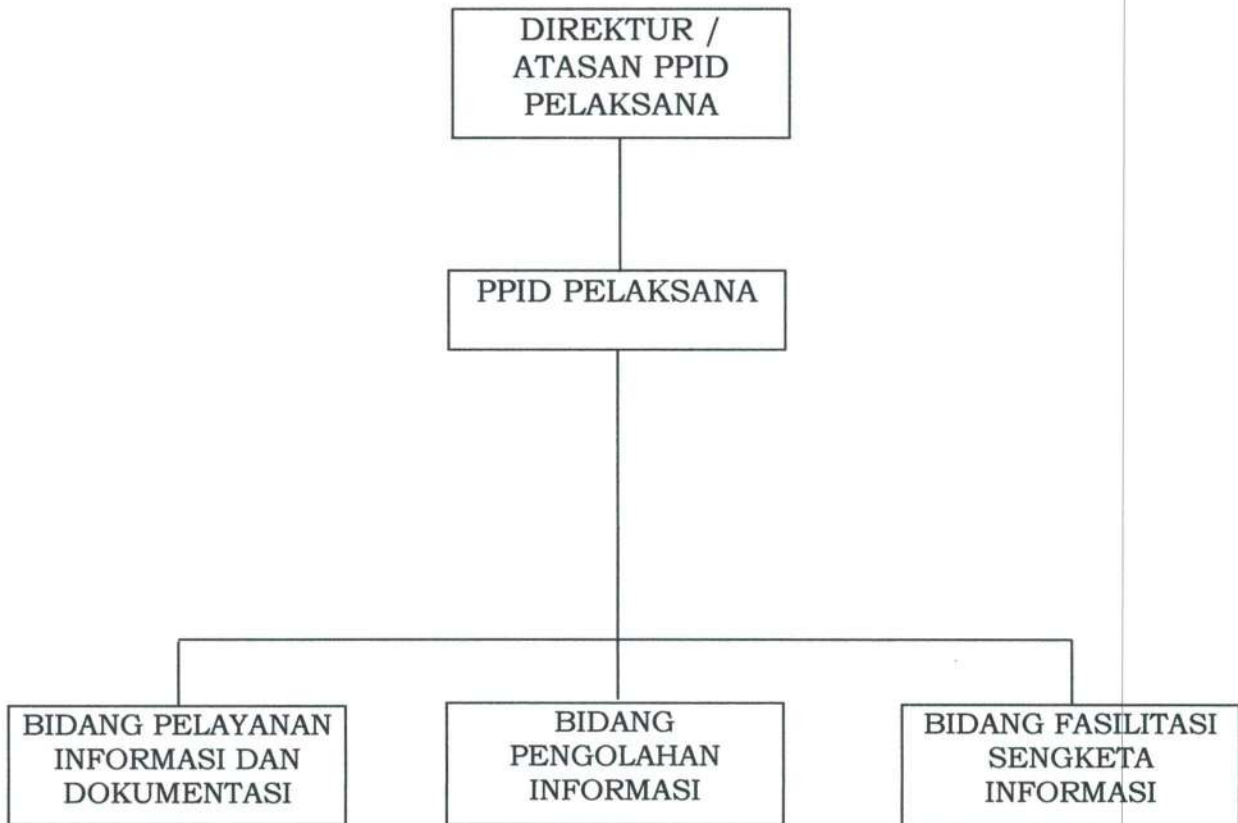 DIREKTUR /
ATASAN PPID
PELAKSANA
PPID PELAKSANA
BIDANG PELAYANAN
INFORMASI DAN
DOKUMENTASI
BIDANG
PENGOLAHAN
INFORMASI
BIDANG FASILITASI
SENGKETA
INFORMASI